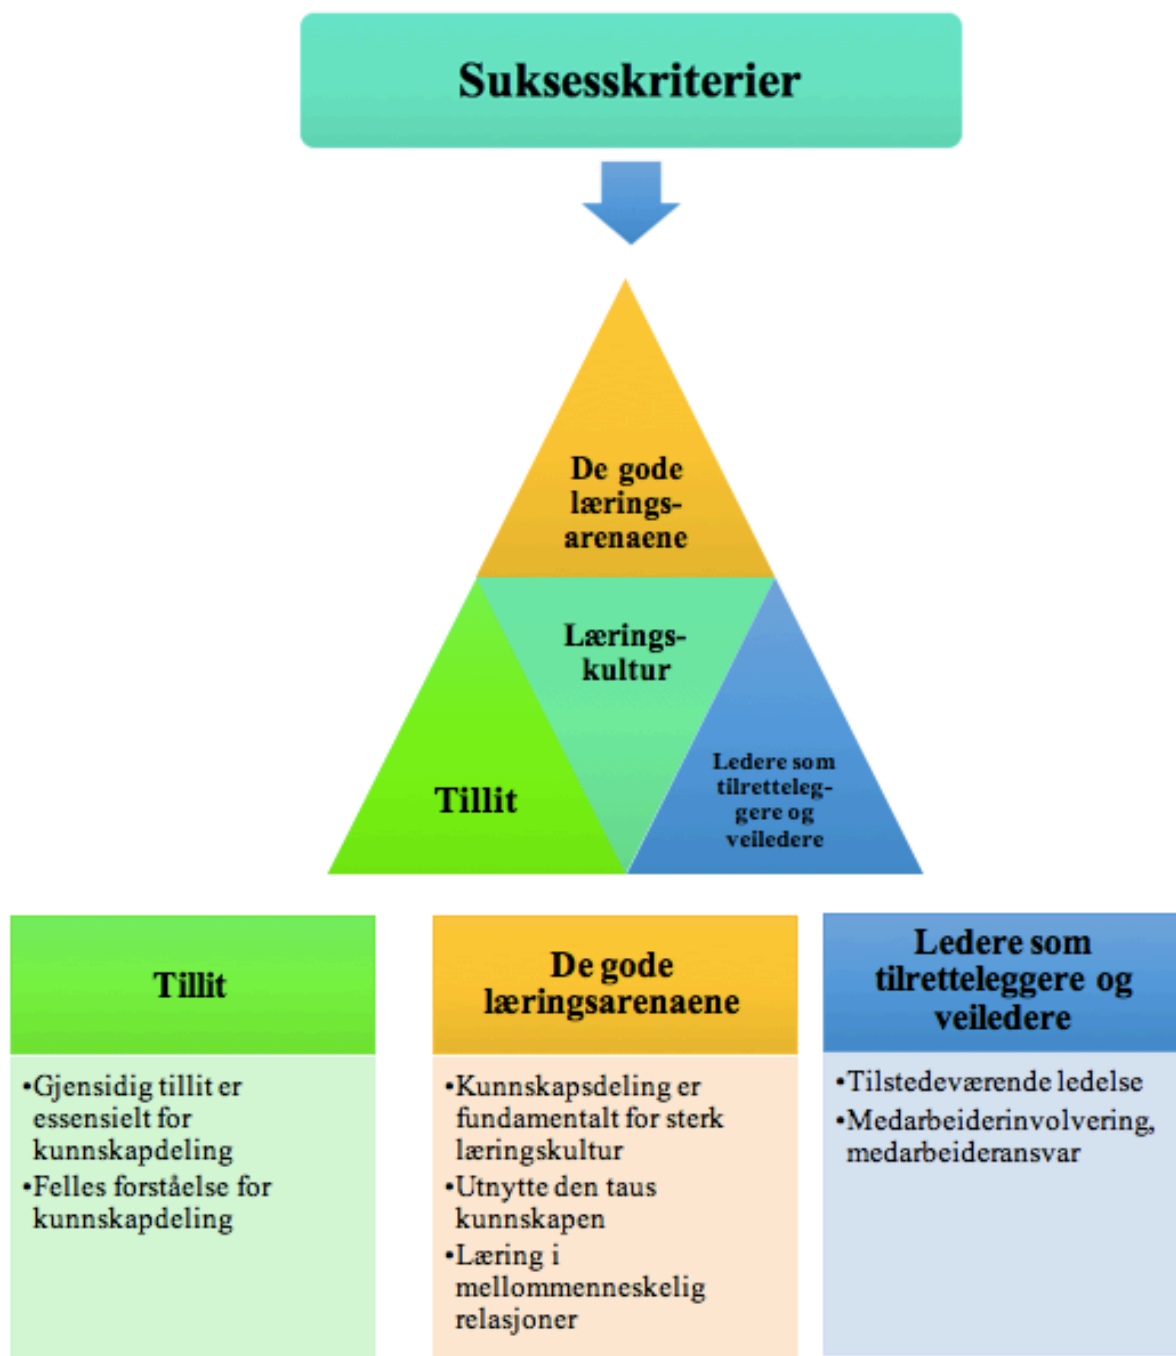 Suksesskriterier
De gode
lærings-
arenaene
Lærings-
kultur
Tillit
Ledere som
tilretteleg-
gere og
veiledere
Tillit
•Gjensidig tillit er
essensielt for
kunnskapdeling
•Felles forståelse for
kunnskapdeling
De gode
læringsarenaene
•Kunnskapsdeling er
fundamentalt for sterk
læringskultur
•Utnytte den taus
kunnskapen
•Læring i
mellommenneskelig
relasjoner
Ledere som
tilretteleggere og
veiledere
•Tilstedeværende ledelse
•Medarbeiderinvolvering,
medarbeideransvar